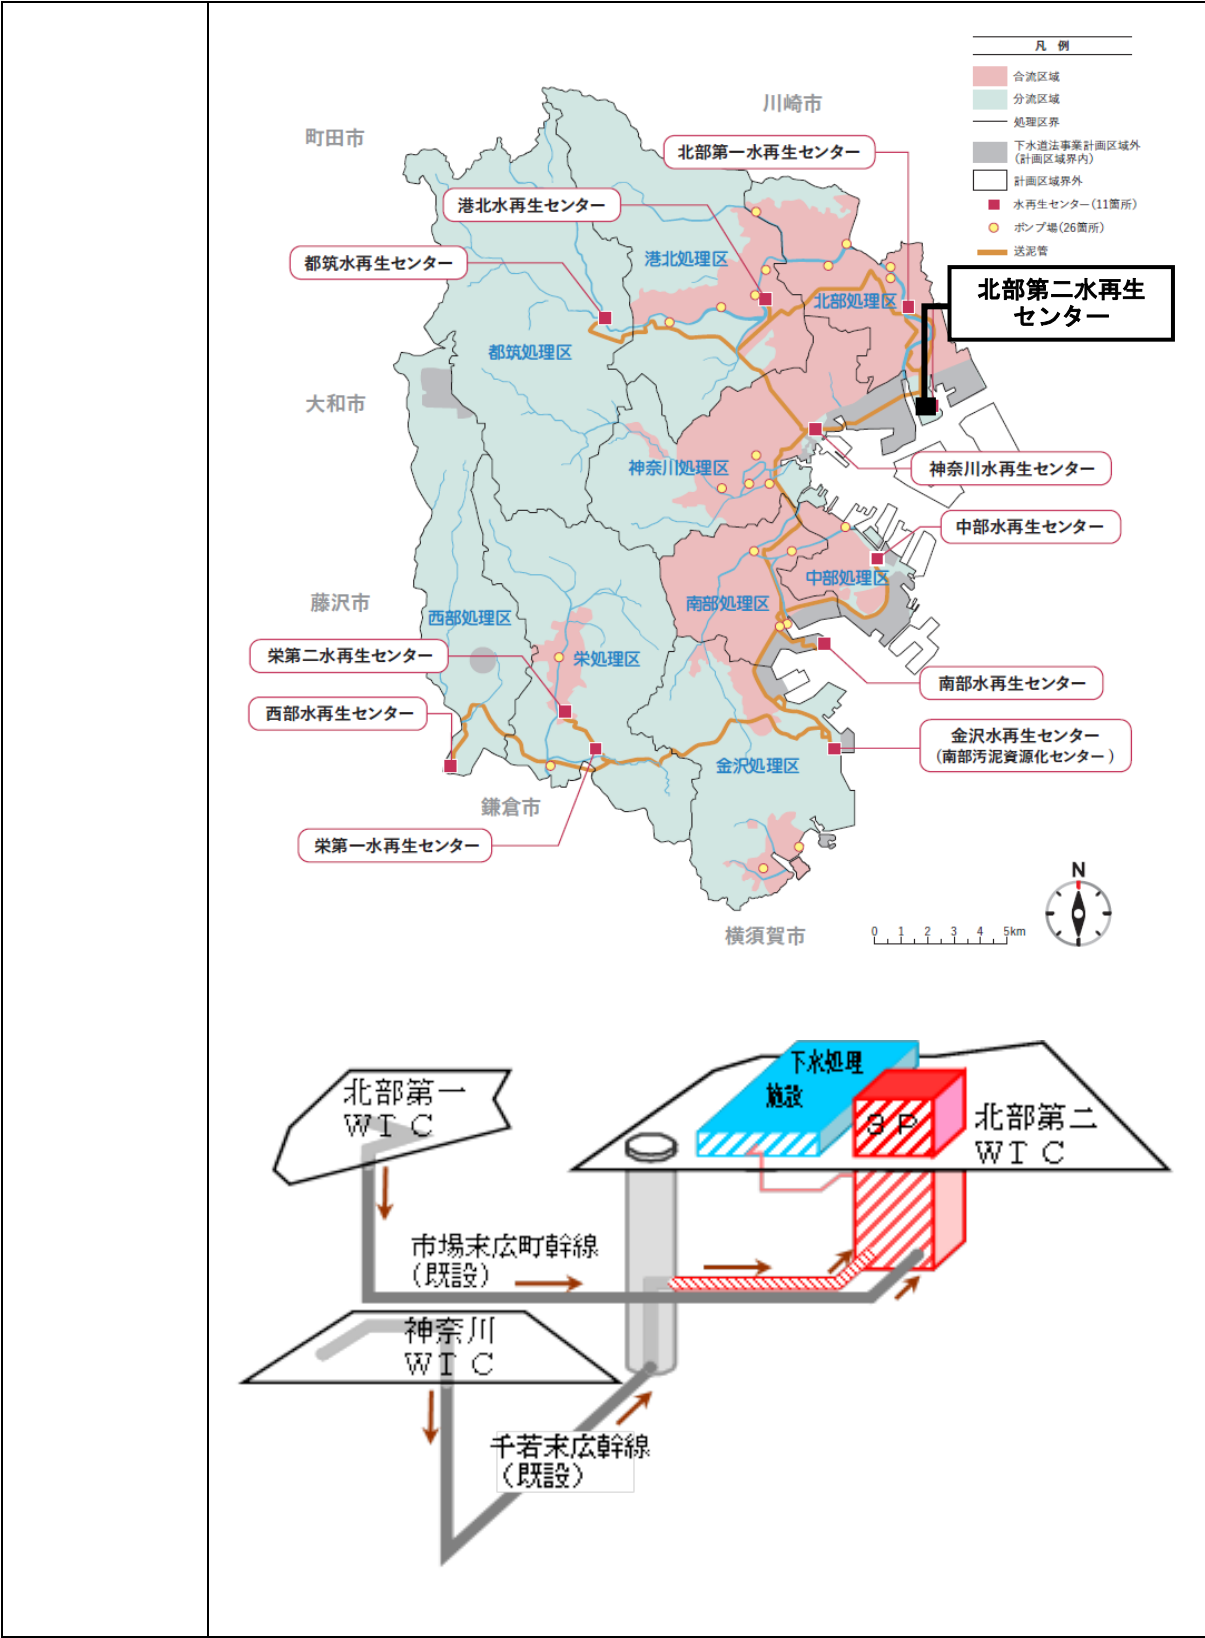 凡 例
合流区域
分流区域
処理区界
下水道法事業計画区域外
(計画区域界内)
計画区域界外
水再生センター(11箇所)
ポンプ場(26箇所)
送泥管
川崎市
町田市
北部第一水再生センター
港北水再生センター
都筑水再生センター
港北処理区
北部処理区
北部第二水再生
センター
都筑処理区
大和市
神奈川処理区
神奈川水再生センター
中部水再生センター
中部処理区
藤沢市
西部処理区
南部処理区
栄第二水再生センター
栄処理区
南部水再生センター
西部水再生センター
金沢水再生センター
(南部汚泥資源化センター)
金沢処理区
鎌倉市
栄第一水再生センター
横須賀市
N
0 1 2 3 4 5km
下水処理
施設
北部第一
ＷＴＣ
３Ｐ
北部第二
ＷＴＣ
市場末広町幹線
（既設）
神奈川
ＷＴＣ
千若末広幹線
（既設）